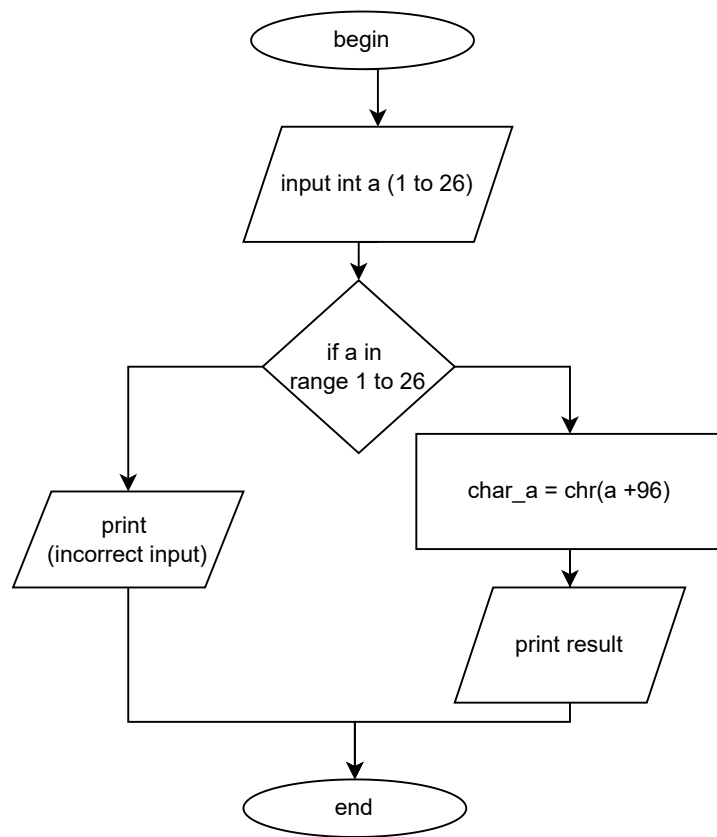 begin
input int a (1 to 26)
if a in
range 1 to 26
char_a = chr(a +96)
print
(incorrect input)
print result
end